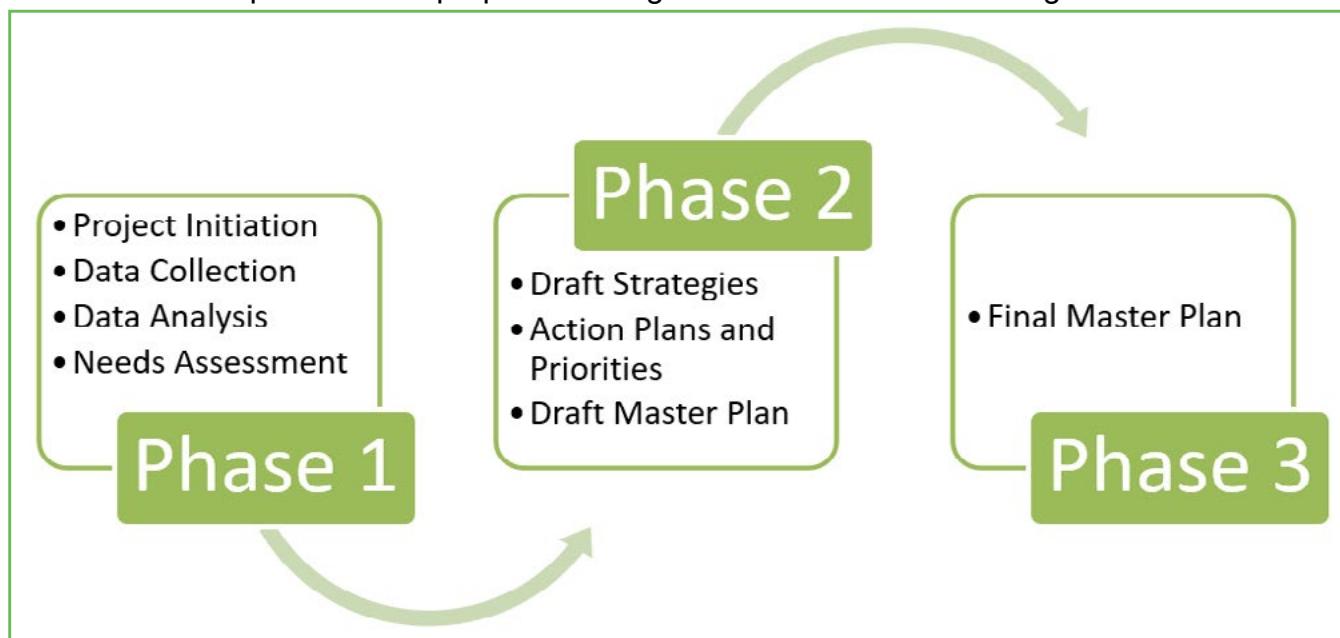 • Project Initiation
• Data Collection
• Data Analysis
• Needs Assessment
Phase 1
Phase 2
• Draft Strategies
• Action Plans and
Priorities
• Draft Master Plan
• Final Master Plan
Phase 3